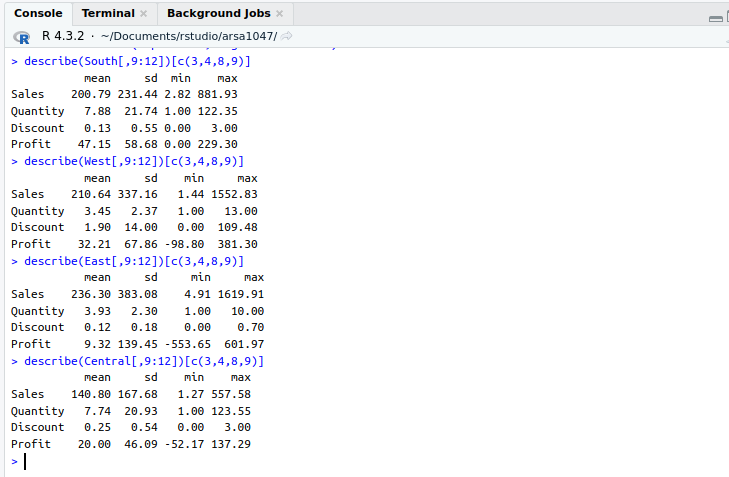 Console Terminal × Background Jobs ×
R R 4.3.2 · ~/Documents/rstudio/arsa1047/
> describe(South[,9:12])[c(3,4,8,9)]
mean sd min max
Sales 200.79 231.44 2.82 881.93
Quantity 7.88 21.74 1.00 122.35
Discount 0.13 0.55 0.00 3.00
Profit 47.15 58.68 0.00 229.30
> describe(West[,9:12])[c(3,4,8,9)]
mean sd min max
Sales 210.64 337.16 1.44 1552.83
Quantity 3.45 2.37 1.00 13.00
Discount 1.90 14.00 0.00 109.48
Profit 32.21 67.86 -98.80 381.30
> describe(East[,9:12])[c(3,4,8,9)]
mean sd min max
Sales 236.30 383.08 4.91 1619.91
Quantity 3.93 2.30 1.00 10.00
Discount 0.12 0.18 0.00 0.70
Profit 9.32 139.45 -553.65 601.97
> describe(Central[,9:12])[c(3,4,8,9)]
mean sd min max
Sales 140.80 167.68 1.27 557.58
Quantity 7.74 20.93 1.00 123.55
Discount 0.25 0.54 0.00 3.00
Profit 20.00 46.09 -52.17 137.29
>